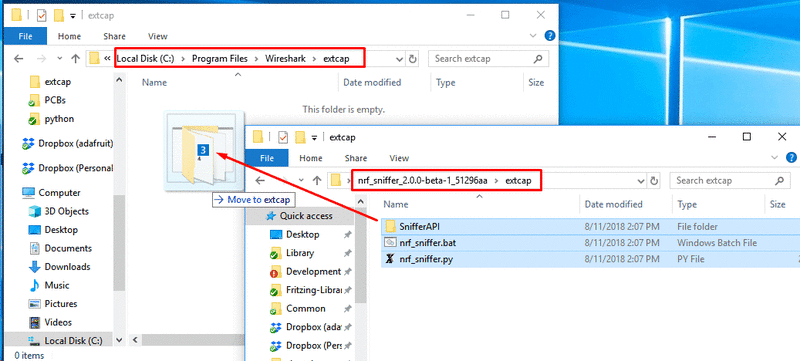 extcap
File
Home
Share
View
« Local Disk (C:) > Program Files > Wireshark > extcap
Search extcap
Name
Date modified
Type
Size
This folder is empty.
extcap
PCBs
python
Dropbox (adafruit)
Dropbox (Persona
Computer
3D Objects
Desktop
Documents
Downloads
Music
Pictures
Videos
Local Disk (C:)
0 items
3
→ Move to extcap
extcap
File
Home
Share
View
nrf_sniffer_2.0.0-beta-1_51296aa > extcap
Search extcap
Quick access
Desktop
Library
Development
Fritzing-Librar
Common
Dropbox (adat
Dropbox (Pers
Name
Date modified
Type
Size
SnifferAPI
8/11/2018 2:07 PM
File folder
nrf_sniffer.bat
8/11/2018 2:07 PM
Windows Batch File
nrf_sniffer.py
8/11/2018 2:07 PM
PY File